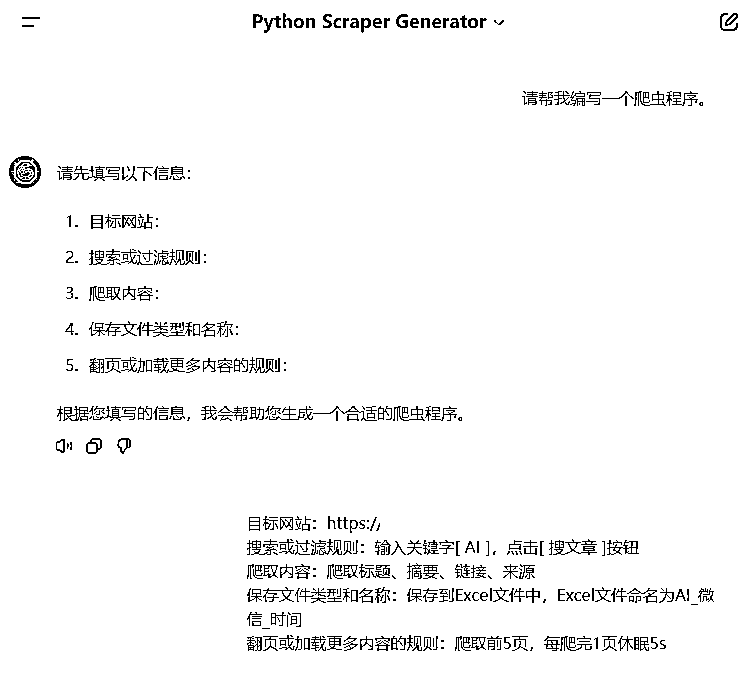 Python Scraper Generator
请帮我编写一个爬虫程序。
请先填写以下信息：
1. 目标网站：
2. 搜索或过滤规则：
3. 爬取内容：
4. 保存文件类型和名称：
5. 翻页或加载更多内容的规则：
根据您填写的信息，我会帮助您生成一个合适的爬虫程序。
目标网站：https://
搜索或过滤规则：输入关键字[ AI ]，点击[ 搜文章 ]按钮
爬取内容：爬取标题、摘要、链接、来源
保存文件类型和名称：保存到Excel文件中，Excel文件命名为AI_微
信_时间
翻页或加载更多内容的规则：爬取前5页，每爬完1页休眠5s